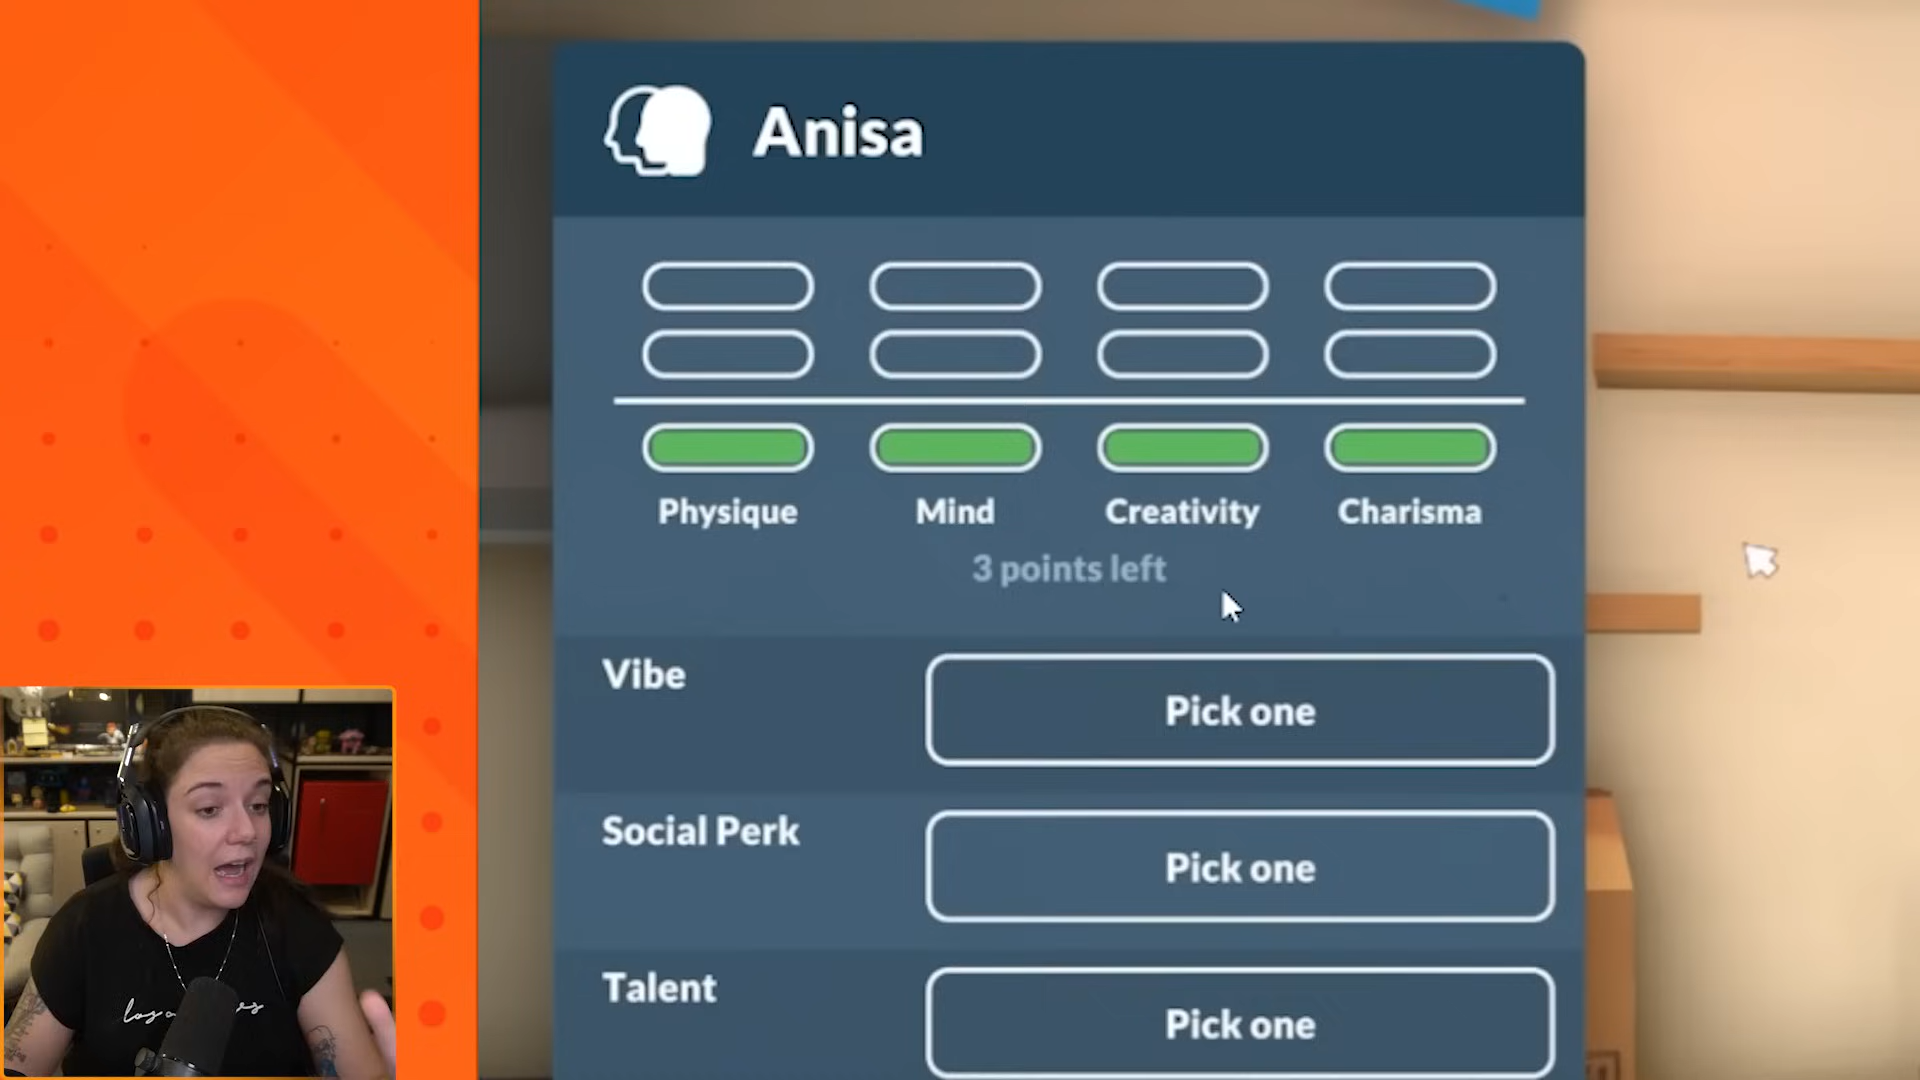 Anisa
Physique Mind Creativity Charisma
3 points left
Vibe Pick one
Social Perk Pick one
Talent Pick one